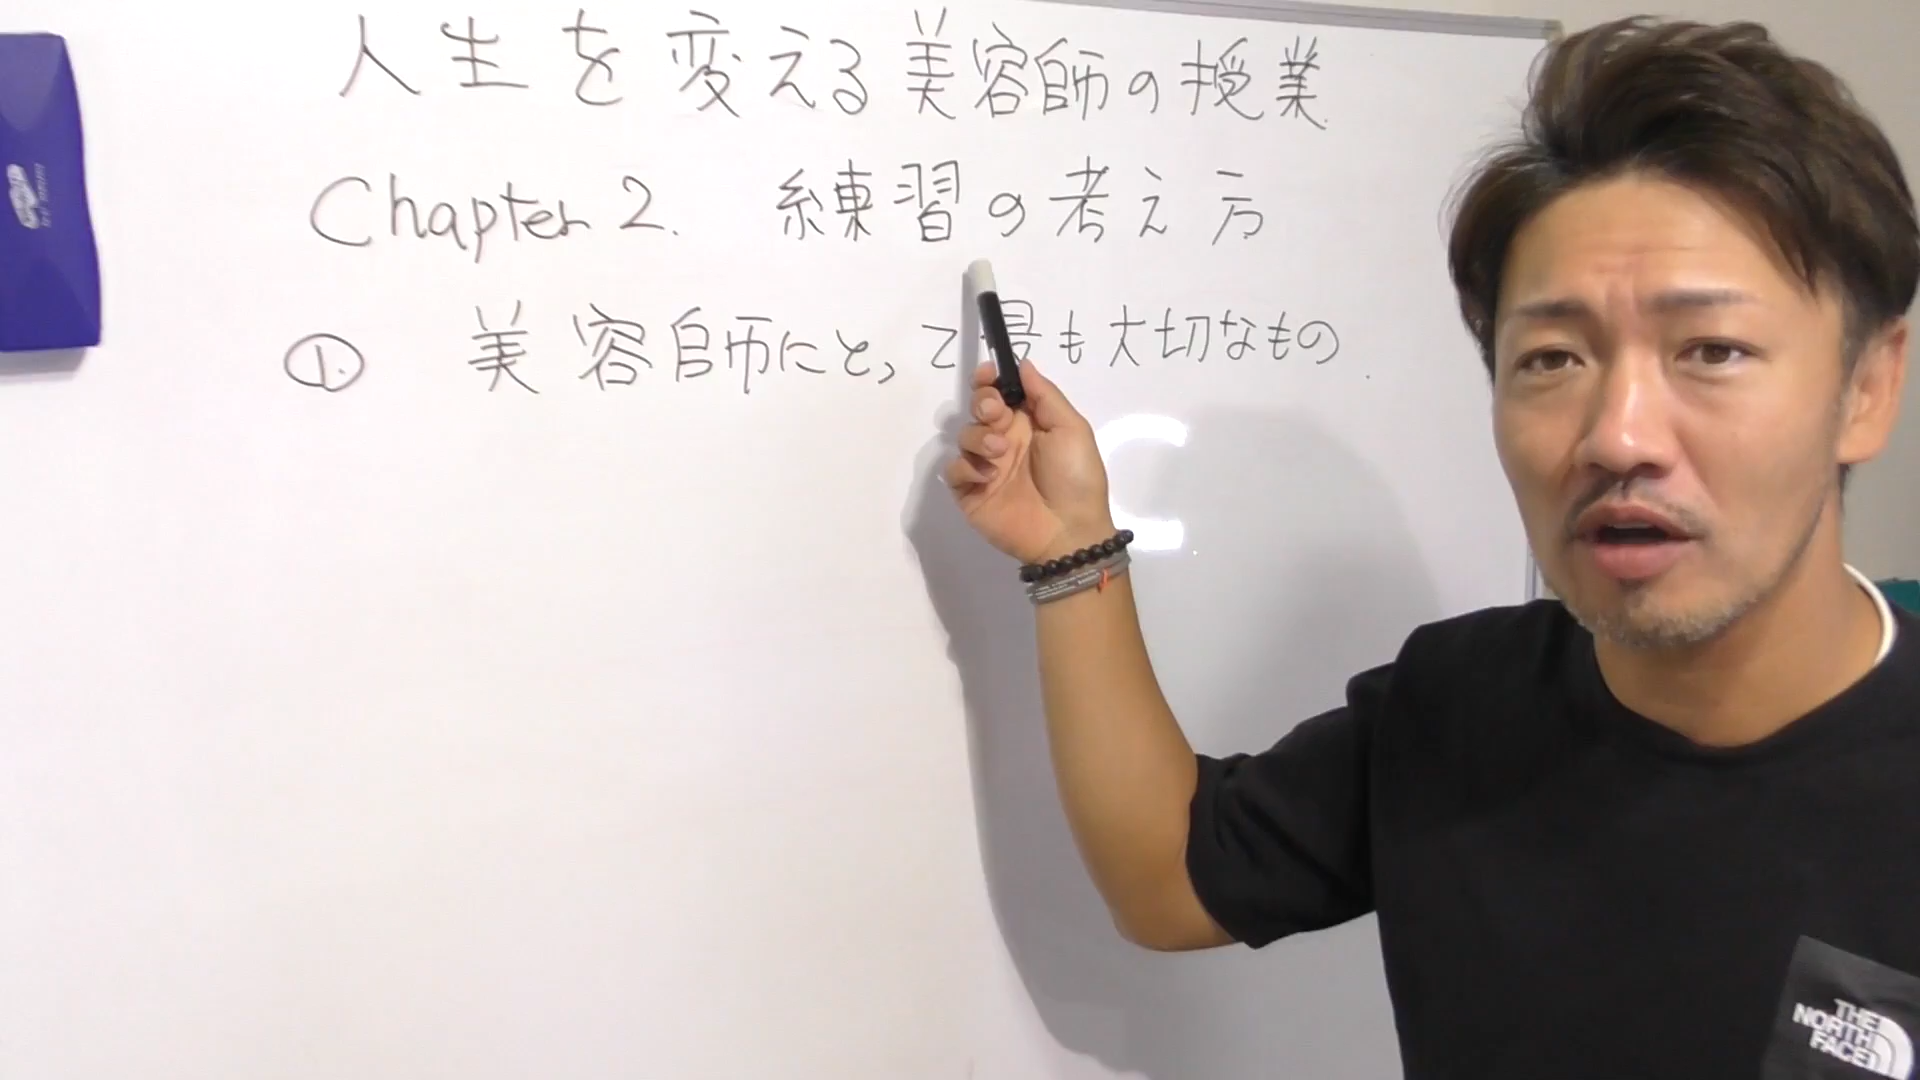 人生を変える美容師の授業
Chapter 2. 練習の考え方
① 美容師にとって最も大切なもの.
THE
NORTH
FACE